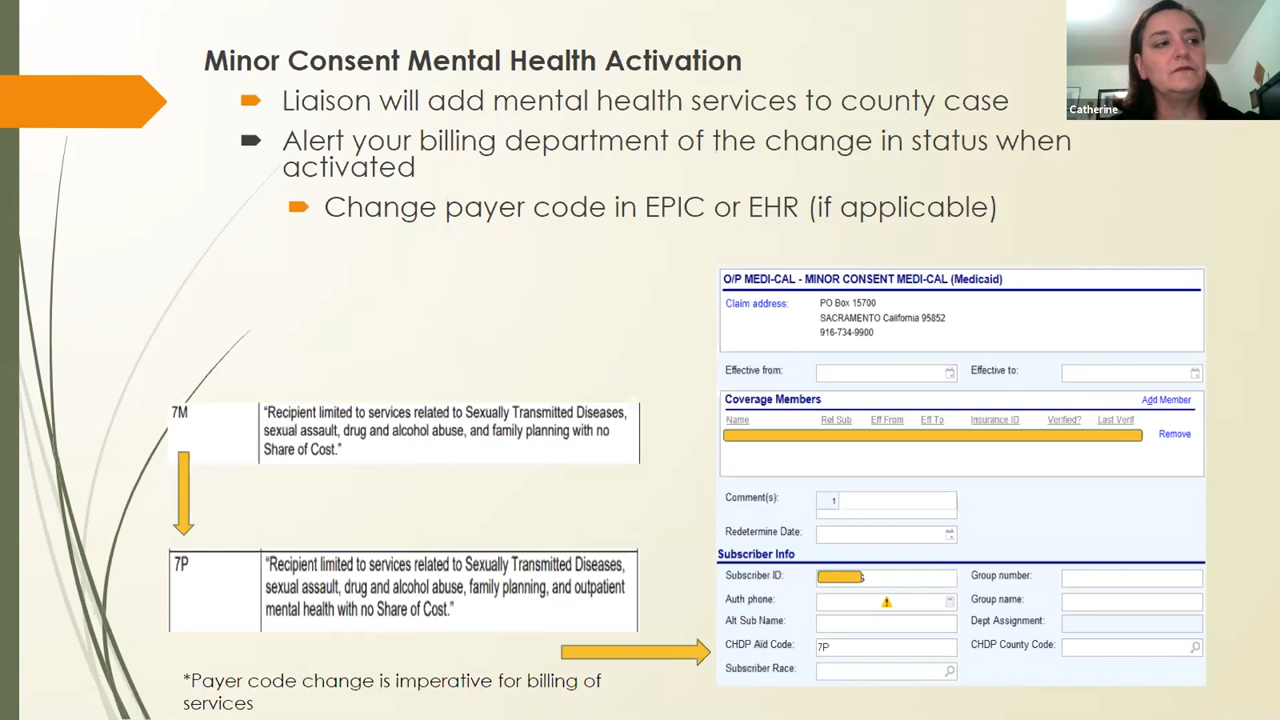 Minor Consent Mental Health Activation
Liaison will add mental health services to county case
Alert your billing department of the change in status when
activated
Change payer code in EPIC or EHR (if applicable)
Catherine
7M
"Recipient limited to services related to Sexually Transmitted Diseases,
sexual assault, drug and alcohol abuse, and family planning with no
Share of Cost."
7P
"Recipient limited to services related to Sexually Transmitted Diseases,
sexual assault, drug and alcohol abuse, family planning, and outpatient
mental health with no Share of Cost."
*Payer code change is imperative for billing of
services
O/P MEDI-CAL - MINOR CONSENT MEDI-CAL (Medicaid)
Claim address: PO Box 15700
SACRAMENTO California 95852
916-734-9900
Effective from: Effective to:
Coverage Members Add Member
Name Rel Sub Eff From Eff To Insurance ID Verified? Last Verif
Remove
Comment(s): 1
Redetermine Date:
Subscriber Info
Subscriber ID: Group number:
Auth phone: Group name:
Alt Sub Name: Dept Assignment:
CHDP Aid Code: 7P CHDP County Code:
Subscriber Race: